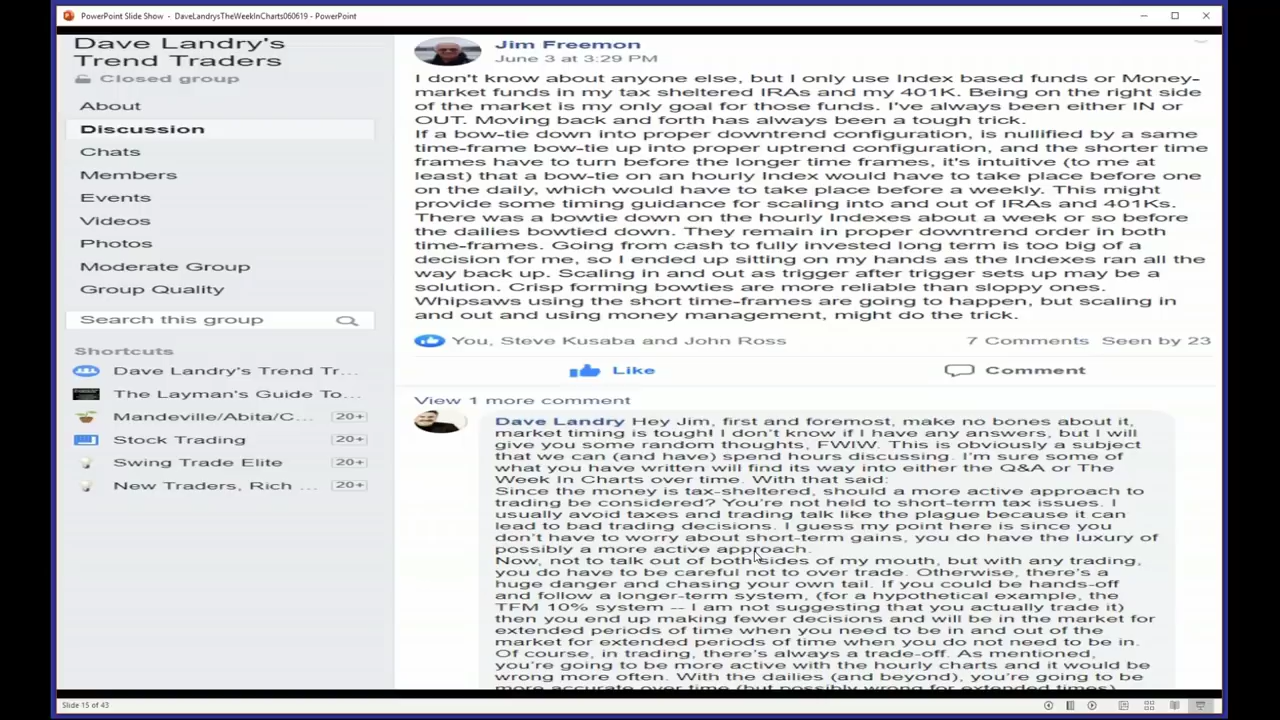 PowerPoint Slide Show - DaveLandrysTheWeekInCharts060619 - PowerPoint
Dave Landry's
Trend Traders
Closed group
About
Discussion
Chats
Members
Events
Videos
Photos
Moderate Group
Group Quality
Search this group
Shortcuts
Dave Landry's Trend Tr...
The Layman's Guide To...
Mandeville/Abita/C... 20+
Stock Trading 20+
Swing Trade Elite 20+
New Traders, Rich ... 20+
Jim Freemon
June 3 at 3:29 PM
I don't know about anyone else, but I only use Index based funds or Money-
market funds in my tax sheltered IRAs and my 401K. Being on the right side
of the market is my only goal for those funds. I've always been either IN or
OUT. Moving back and forth has always been a tough trick.
If a bow-tie down into proper downtrend configuration, is nullified by a same
time-frame bow-tie up into proper uptrend configuration, and the shorter time
frames have to turn before the longer time frames, it's intuitive (to me at
least) that a bow-tie on an hourly Index would have to take place before one
on the daily, which would have to take place before a weekly. This might
provide some timing guidance for scaling into and out of IRAs and 401Ks.
There was a bowtie down on the hourly Indexes about a week or so before
the dailies bowtied down. They remain in proper downtrend order in both
time-frames. Going from cash to fully invested long term is too big of a
decision for me, so I ended up sitting on my hands as the Indexes ran all the
way back up. Scaling in and out as trigger after trigger sets up may be a
solution. Crisp forming bowties are more reliable than sloppy ones.
Whipsaws using the short time-frames are going to happen, but scaling in
and out and using money management, might do the trick.
You, Steve Kusaba and John Ross
7 Comments Seen by 23
Like
Comment
View 1 more comment
Dave Landry Hey Jim, first and foremost, make no bones about it,
market timing is tough! I don't know if I have any answers, but I will
give you some random thoughts, FWIW. This is obviously a subject
that we can (and have) spend hours discussing. I'm sure some of
what you have written will find its way into either the Q&A or The
Week In Charts over time. With that said:
Since the money is tax-sheltered, should a more active approach to
trading be considered? You're not held to short-term tax issues. I
usually avoid taxes and trading talk like the plague because it can
lead to bad trading decisions. I guess my point here is since you
don't have to worry about short-term gains, you do have the luxury of
possibly a more active approach.
Now, not to talk out of both sides of my mouth, but with any trading,
you do have to be careful not to over trade. Otherwise, there's a
huge danger and chasing your own tail. If you could be hands-off
and follow a longer-term system, (for a hypothetical example, the
TFM 10% system -- I am not suggesting that you actually trade it)
then you end up making fewer decisions and will be in the market for
extended periods of time when you need to be in and out of the
market for extended periods of time when you do not need to be in.
Of course, in trading, there's always a trade-off. As mentioned,
you're going to be more active with the hourly charts and it would be
wrong more often. With the dailies (and beyond), you're going to be
more accurate over time (but possibly wrong for extended times)
Slide 15 of 43